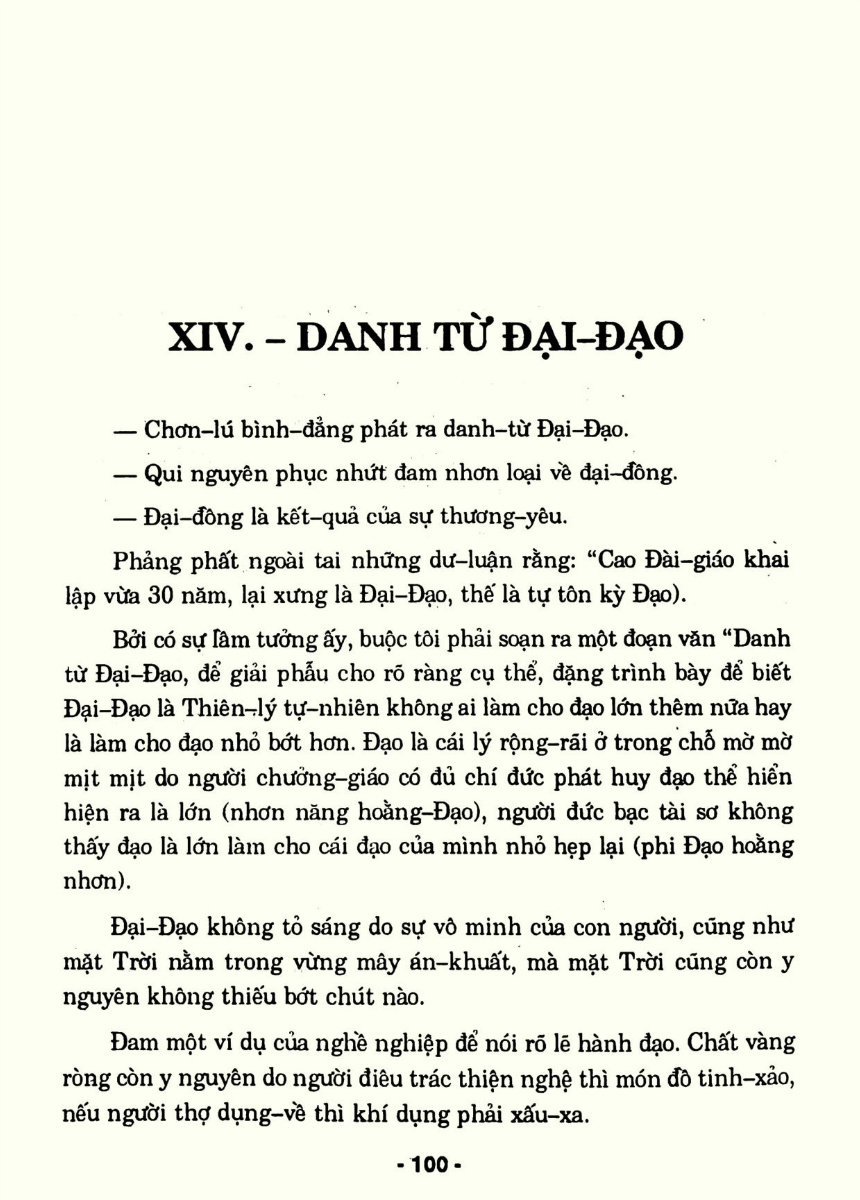 XIV. – DANH TỪ ĐẠI–ĐẠO
— Chơn–lú bình–đẳng phát ra danh–từ Đại–Đạo.
— Qui nguyên phục nhứt đam nhơn loại về đại–đồng.
— Đại–đồng là kết–quả của sự thương–yêu.
Phảng phất ngoài tai những dư–luận rằng: “Cao Đài–giáo khai
lập vừa 30 năm, lại xưng là Đại–Đạo, thế là tự tôn kỳ Đạo).
Bởi có sự lầm tưởng ấy, buộc tôi phải soạn ra một đoạn văn “Danh
từ Đại–Đạo, để giải phẫu cho rõ ràng cụ thể, đặng trình bày để biết
Đại–Đạo là Thiên–lý tự–nhiên không ai làm cho đạo lớn thêm nữa hay
là làm cho đạo nhỏ bớt hơn. Đạo là cái lý rộng–rãi ở trong chỗ mờ mờ
mịt mịt do người chưởng–giáo có đủ chí đức phát huy đạo thể hiển
hiện ra là lớn (nhơn năng hoằng–Đạo), người đức bạc tài sơ không
thấy đạo là lớn làm cho cái đạo của mình nhỏ hẹp lại (phi Đạo hoằng
nhơn).
Đại–Đạo không tỏ sáng do sự vô minh của con người, cũng như
mặt Trời nằm trong vừng mây án–khuất, mà mặt Trời cũng còn y
nguyên không thiếu bớt chút nào.
Đam một ví dụ của nghề nghiệp để nói rõ lẽ hành đạo. Chất vàng
ròng còn y nguyên do người điêu trác thiện nghệ thì món đồ tinh–xảo,
nếu người thợ dụng–về thì khí dụng phải xấu–xa.
- 100 -